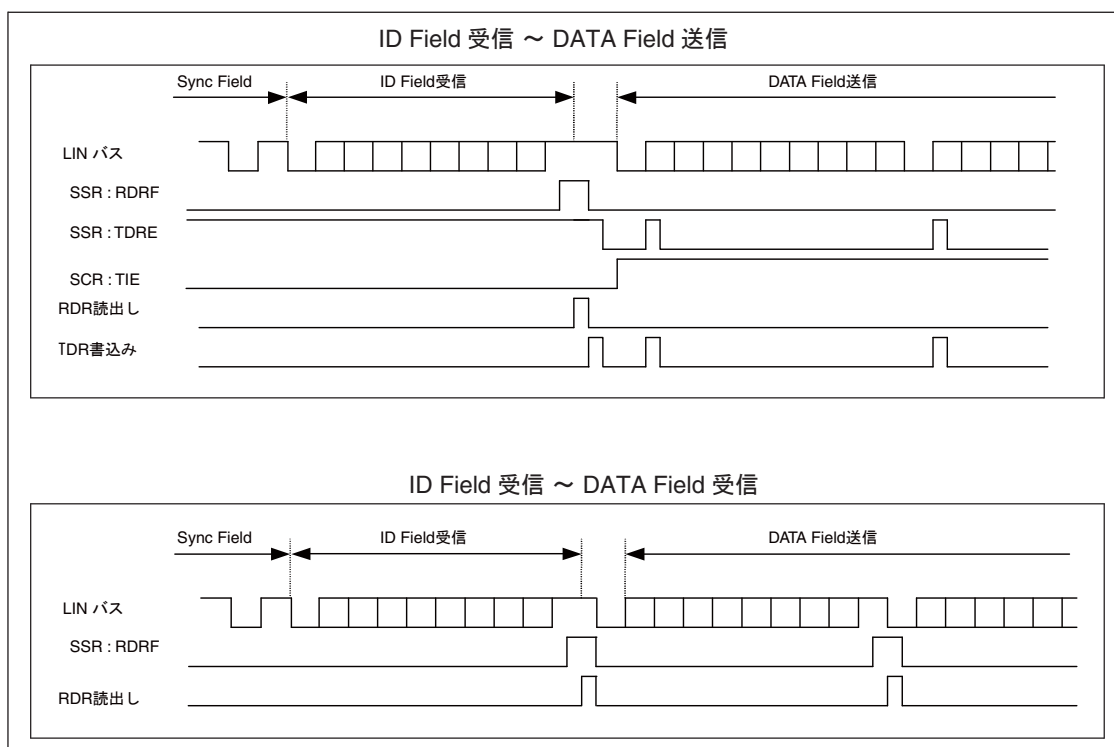 ID Field 受信 ～ DATA Field 送信
Sync Field ID Field受信 DATA Field送信
LIN バス
SSR : RDRF
SSR : TDRE
SCR : TIE
RDR読出し
TDR書込み
ID Field 受信 ～ DATA Field 受信
Sync Field ID Field受信 DATA Field送信
LIN バス
SSR : RDRF
RDR読出し